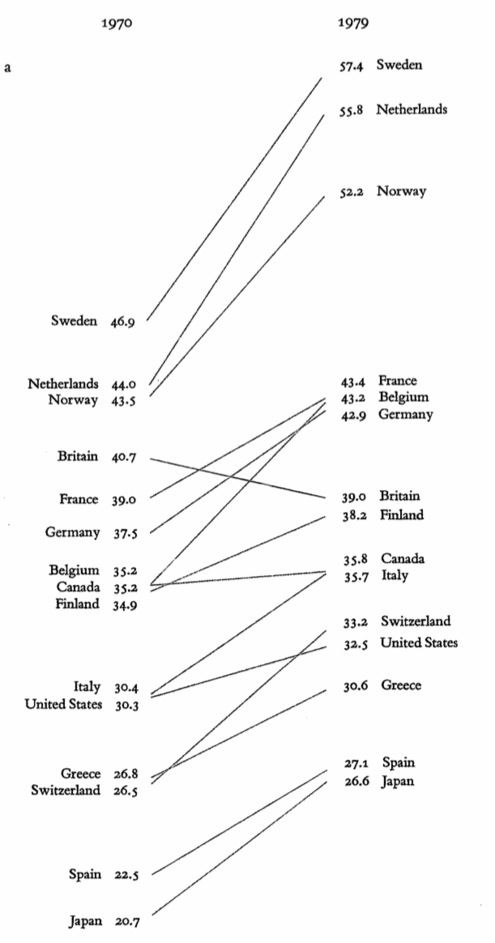 1970 1979
a
57.4 Sweden
55.8 Netherlands
52.2 Norway
Sweden 46.9
Netherlands 44.0
43.4 France
Norway 43.5
43.2 Belgium
42.9 Germany
Britain 40.7
France 39.0
39.0 Britain
38.2 Finland
Germany 37.5
35.8 Canada
Belgium 35.2
35.7 Italy
Canada 35.2
Finland 34.9
33.2 Switzerland
32.5 United States
Italy 30.4
30.6 Greece
United States 30.3
27.1 Spain
Greece 26.8
26.6 Japan
Switzerland 26.5
Spain 22.5
Japan 20.7